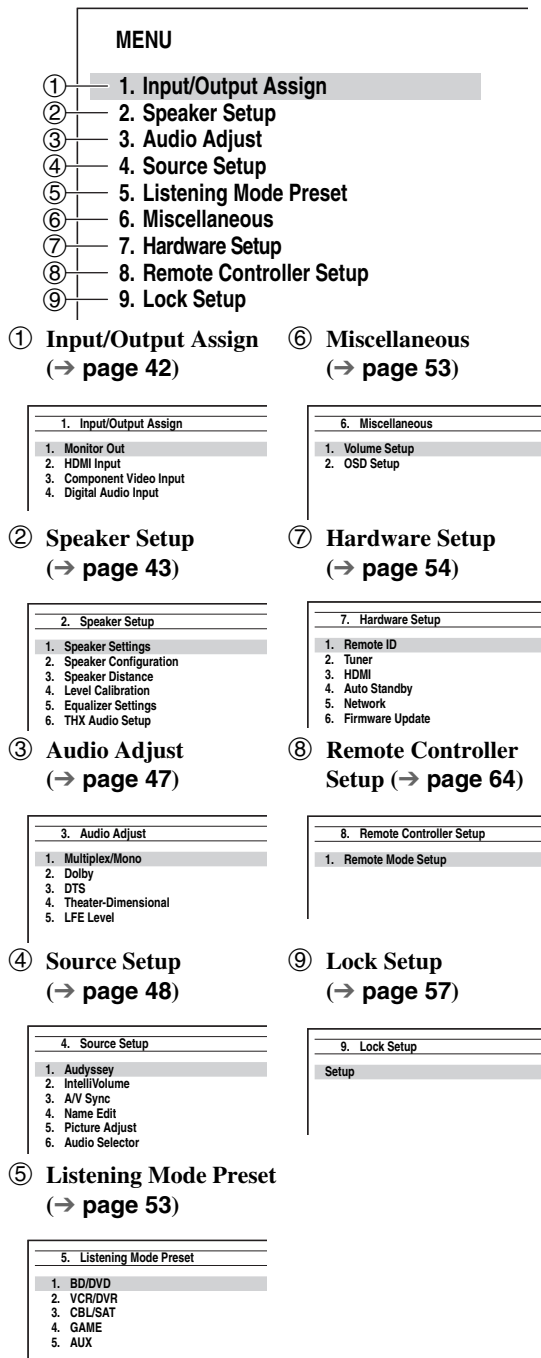 MENU
① 1. Input/Output Assign
② 2. Speaker Setup
③ 3. Audio Adjust
④ 4. Source Setup
⑤ 5. Listening Mode Preset
⑥ 6. Miscellaneous
⑦ 7. Hardware Setup
⑧ 8. Remote Controller Setup
⑨ 9. Lock Setup
① Input/Output Assign
(➔ page 42)
1. Input/Output Assign
1. Monitor Out
2. HDMI Input
3. Component Video Input
4. Digital Audio Input
② Speaker Setup
(➔ page 43)
2. Speaker Setup
1. Speaker Settings
2. Speaker Configuration
3. Speaker Distance
4. Level Calibration
5. Equalizer Settings
6. THX Audio Setup
③ Audio Adjust
(➔ page 47)
3. Audio Adjust
1. Multiplex/Mono
2. Dolby
3. DTS
4. Theater-Dimensional
5. LFE Level
④ Source Setup
(➔ page 48)
4. Source Setup
1. Audyssey
2. IntelliVolume
3. A/V Sync
4. Name Edit
5. Picture Adjust
6. Audio Selector
⑤ Listening Mode Preset
(➔ page 53)
5. Listening Mode Preset
1. BD/DVD
2. VCR/DVR
3. CBL/SAT
4. GAME
5. AUX
⑥ Miscellaneous
(➔ page 53)
6. Miscellaneous
1. Volume Setup
2. OSD Setup
⑦ Hardware Setup
(➔ page 54)
7. Hardware Setup
1. Remote ID
2. Tuner
3. HDMI
4. Auto Standby
5. Network
6. Firmware Update
⑧ Remote Controller
Setup (➔ page 64)
8. Remote Controller Setup
1. Remote Mode Setup
⑨ Lock Setup
(➔ page 57)
9. Lock Setup
Setup